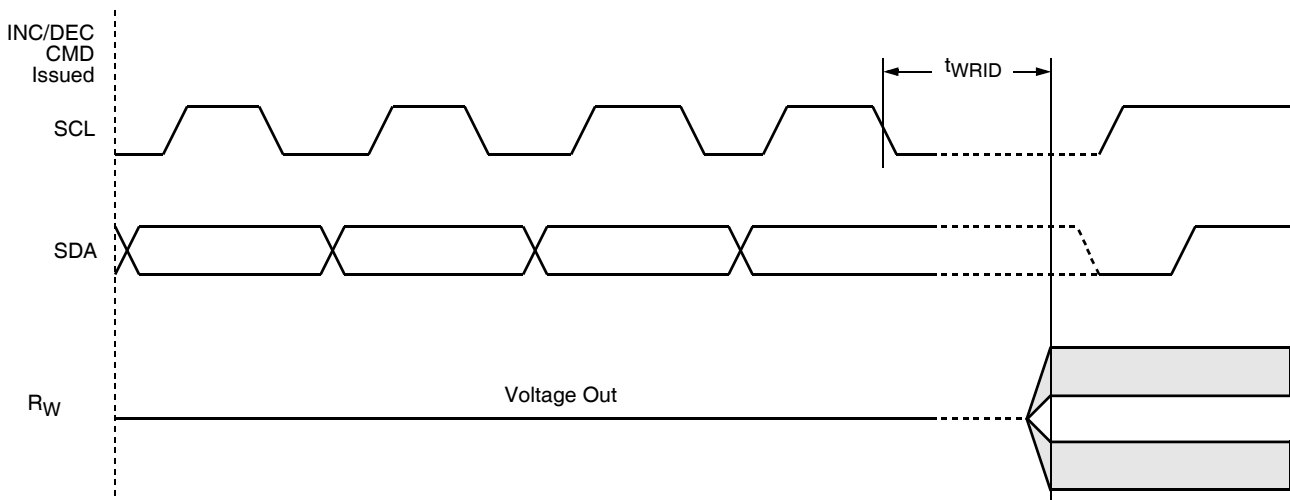 INC/DEC
CMD
Issued
tWRID
SCL
SDA
Voltage Out
RW